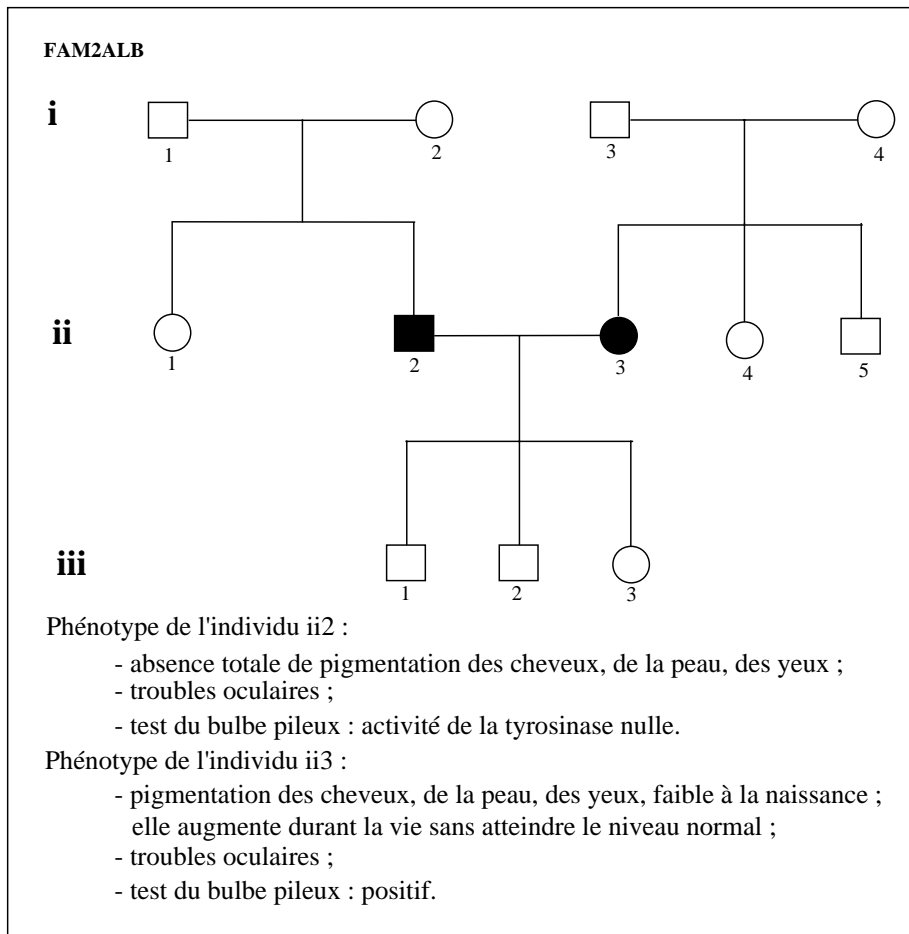 FAM2ALB
i
1
2
3
4
ii
1
2
3
4
5
iii
1
2
3
Phénotype de l'individu ii2 :
- absence totale de pigmentation des cheveux, de la peau, des yeux ;
- troubles oculaires ;
- test du bulbe pileux : activité de la tyrosinase nulle.
Phénotype de l'individu ii3 :
- pigmentation des cheveux, de la peau, des yeux, faible à la naissance ;
elle augmente durant la vie sans atteindre le niveau normal ;
- troubles oculaires ;
- test du bulbe pileux : positif.